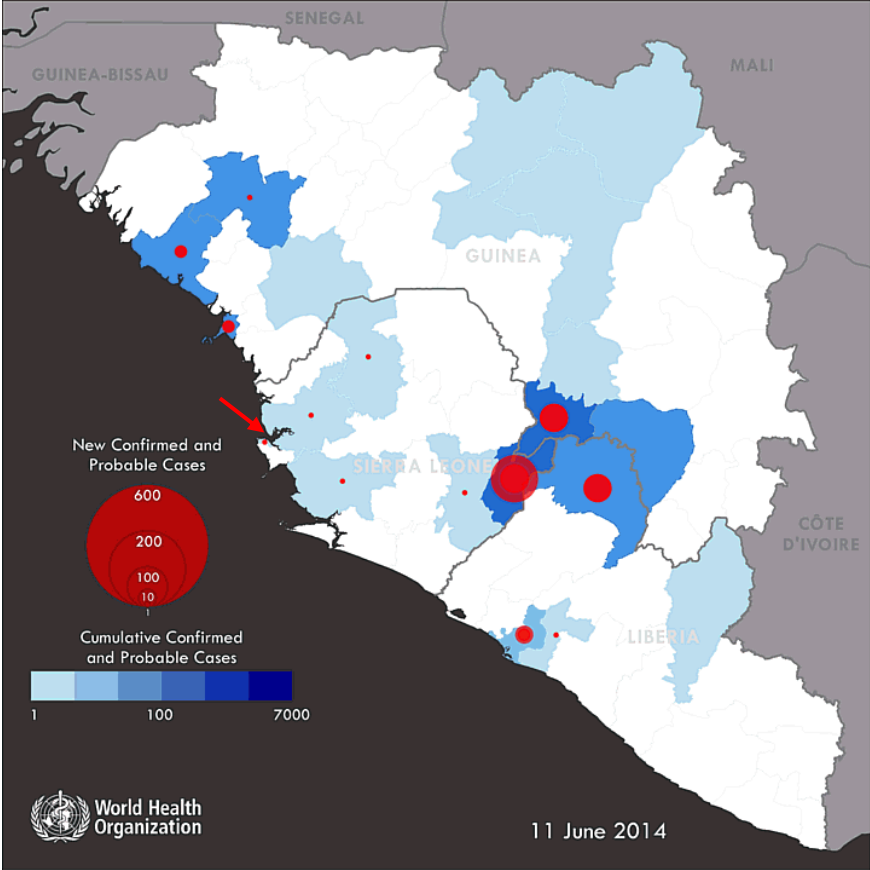 SENEGAL
GUINEA-BISSAU
MALI
GUINEA
New Confirmed and
Probable Cases
600
200
100
10
1
SIERRA LEONE
CÔTE
D'IVOIRE
Cumulative Confirmed
and Probable Cases
1 100 7000
LIBERIA
World Health
Organization
11 June 2014